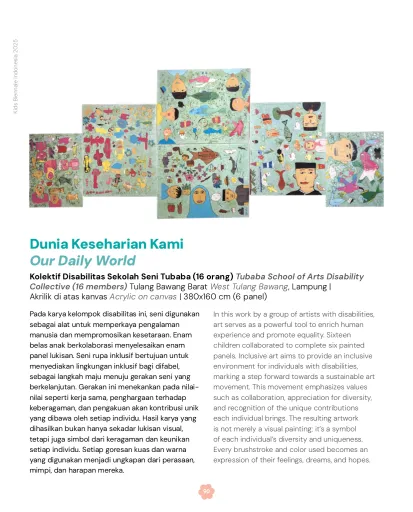 Kids Biennale Indonesia 2023
Dunia Keseharian Kami
Our Daily World
Kolektif Disabilitas Sekolah Seni Tubaba (16 orang) Tubaba School of Arts Disability
Collective (16 members) Tulang Bawang Barat West Tulang Bawang, Lampung |
Akrilik di atas kanvas Acrylic on canvas | 380x160 cm (6 panel)
Pada karya kelompok disabilitas ini, seni digunakan
sebagai alat untuk memperkaya pengalaman
manusia dan mempromosikan kesetaraan. Enam
belas anak berkolaborasi menyelesaikan enam
panel lukisan. Seni rupa inklusif bertujuan untuk
menyediakan lingkungan inklusif bagi difabel,
sebagai langkah maju menuju gerakan seni yang
berkelanjutan. Gerakan ini menekankan pada nilai-
nilai seperti kerja sama, penghargaan terhadap
keberagaman, dan pengakuan akan kontribusi unik
yang dibawa oleh setiap individu. Hasil karya yang
dihasilkan bukan hanya sekadar lukisan visual,
tetapi juga simbol dari keragaman dan keunikan
setiap individu. Setiap goresan kuas dan warna
yang digunakan menjadi ungkapan dari perasaan,
mimpi, dan harapan mereka.
In this work by a group of artists with disabilities,
art serves as a powerful tool to enrich human
experience and promote equality. Sixteen
children collaborated to complete six painted
panels. Inclusive art aims to provide an inclusive
environment for individuals with disabilities,
marking a step forward towards a sustainable art
movement. This movement emphasizes values
such as collaboration, appreciation for diversity,
and recognition of the unique contributions
each individual brings. The resulting artwork
is not merely a visual painting; it's a symbol
of each individual's diversity and uniqueness.
Every brushstroke and color used becomes an
expression of their feelings, dreams, and hopes.